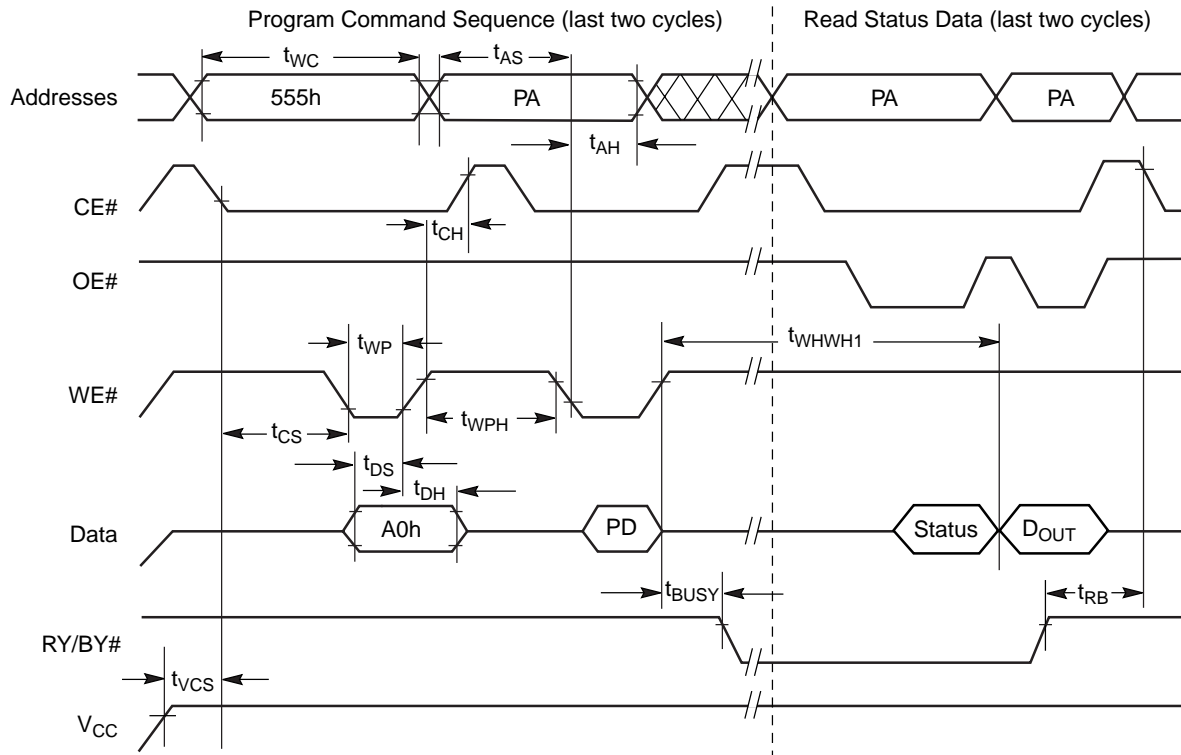 Program Command Sequence (last two cycles)
Read Status Data (last two cycles)
tWC
tAS
Addresses
555h
PA
PA
PA
tAH
CE#
tCH
OE#
tWP
tWHWH1
WE#
tCS
tWPH
tDS
tDH
Data
A0h
PD
Status
DOUT
tBUSY
tRB
RY/BY#
tVCS
VCC